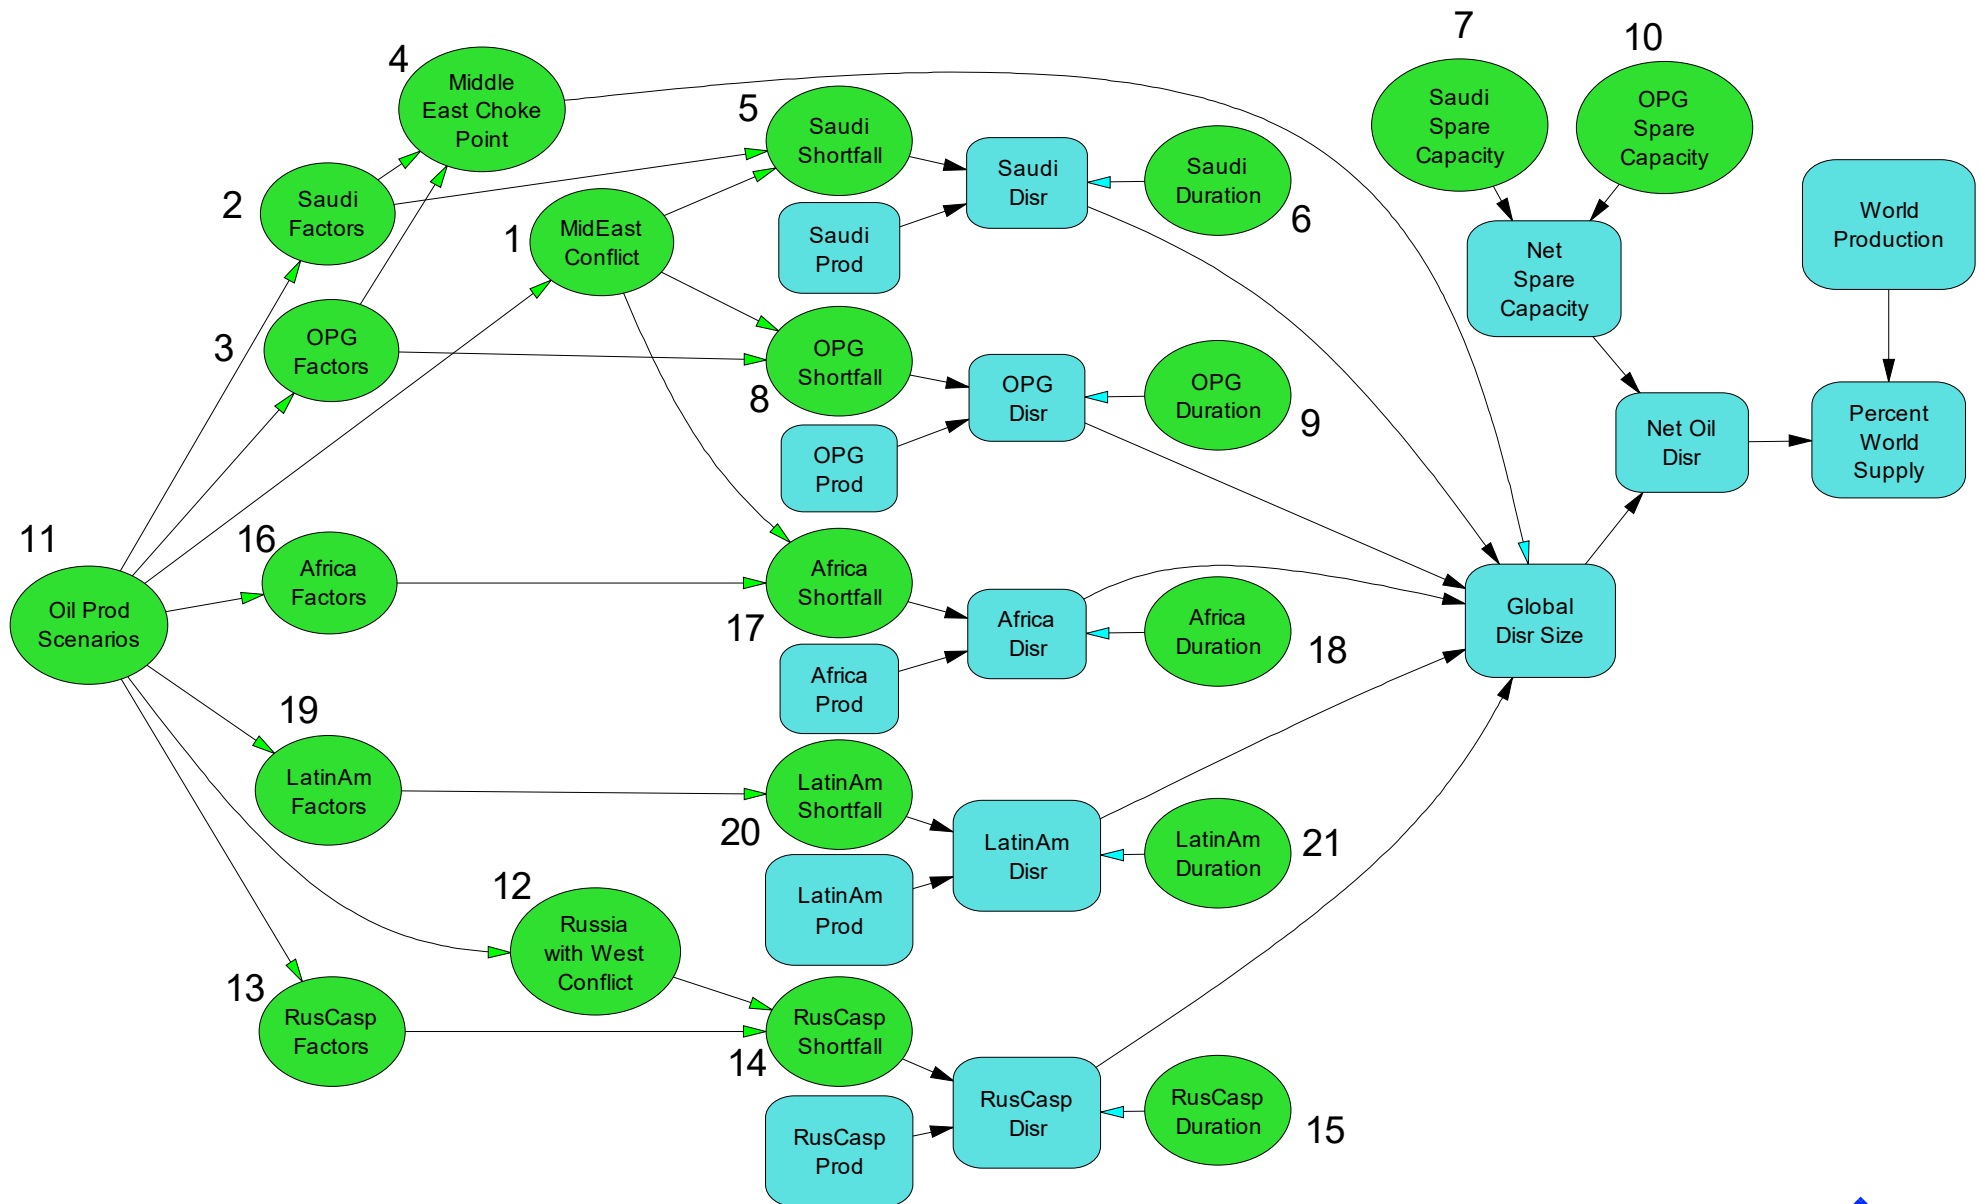 4
Middle
East Choke
Point
5
Saudi
Shortfall
7
Saudi
Spare
Capacity
10
OPG
Spare
Capacity
2
Saudi
Factors
1
MidEast
Conflict
Saudi
Prod
Saudi
Disr
Saudi
Duration
6
Net
Spare
Capacity
World
Production
3
OPG
Factors
OPG
Shortfall
8
OPG
Prod
OPG
Disr
OPG
Duration
9
Net Oil
Disr
Percent
World
Supply
11
Oil Prod
Scenarios
16
Africa
Factors
Africa
Shortfall
17
Africa
Prod
Africa
Disr
Africa
Duration
18
Global
Disr Size
19
LatinAm
Factors
LatinAm
Shortfall
20
LatinAm
Prod
LatinAm
Disr
LatinAm
Duration
21
12
Russia
with West
Conflict
13
RusCasp
Factors
RusCasp
Shortfall
14
RusCasp
Prod
RusCasp
Disr
RusCasp
Duration
15